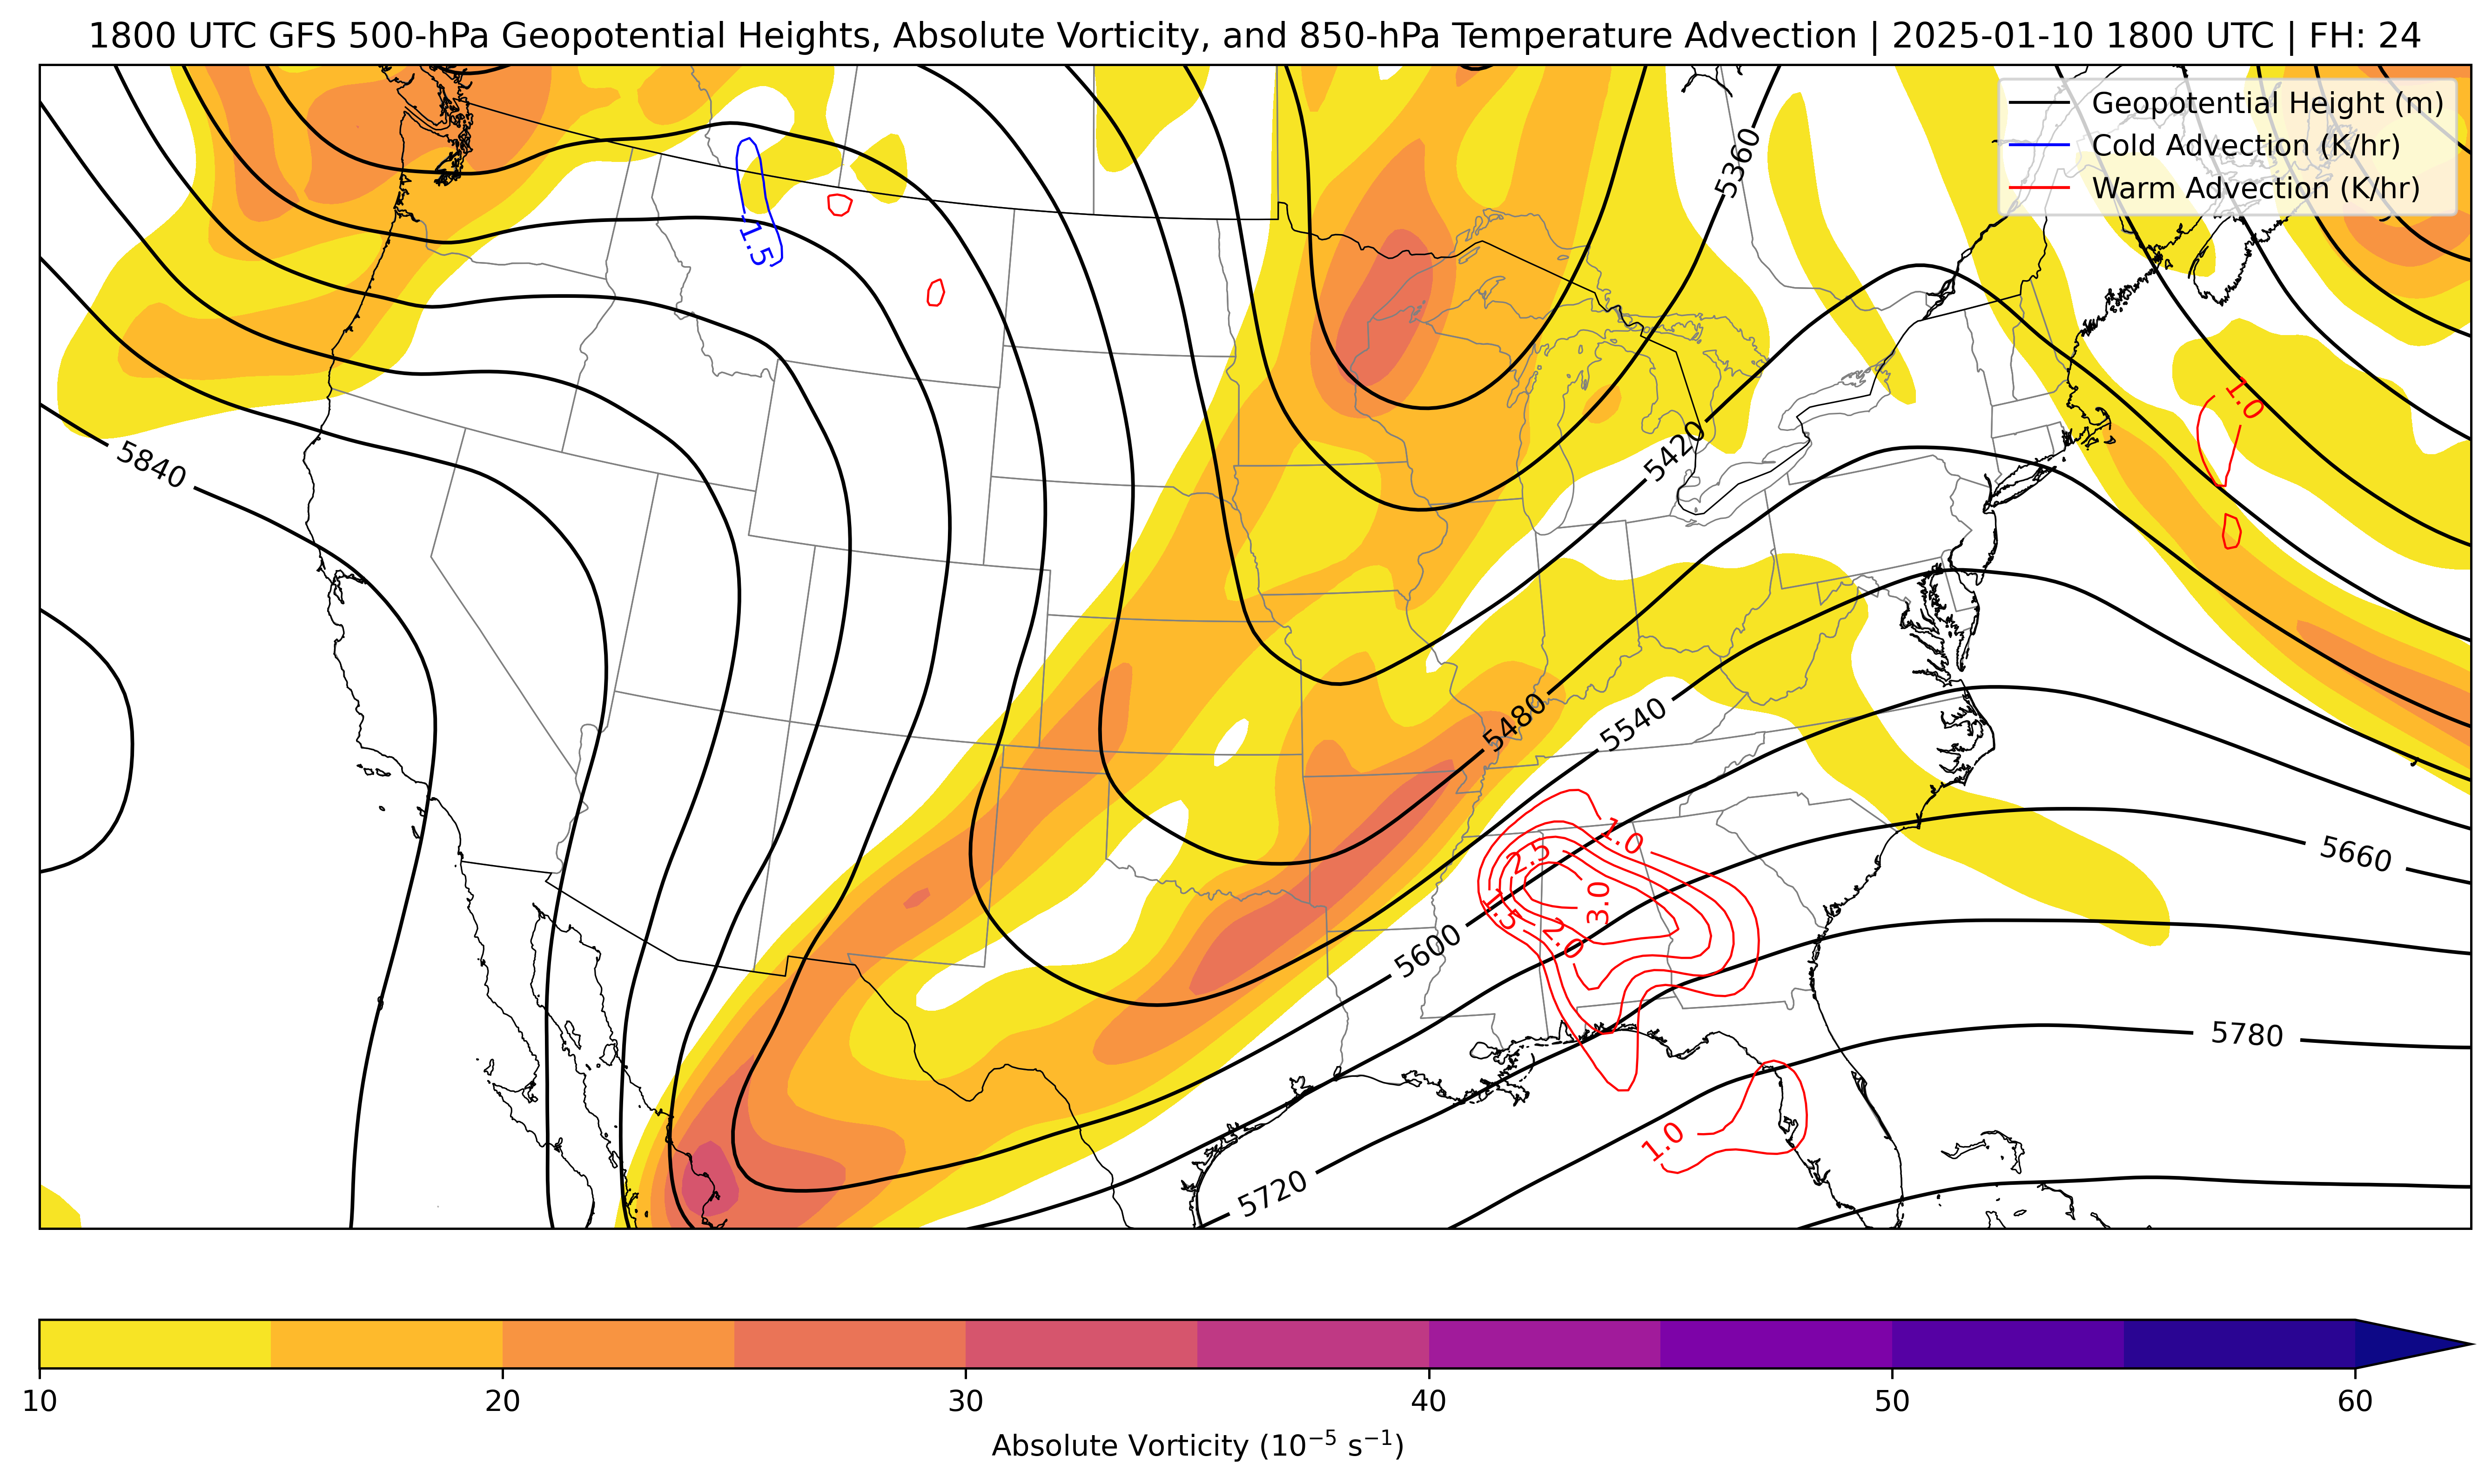 1800 UTC GFS 500-hPa Geopotential Heights, Absolute Vorticity, and 850-hPa Temperature Advection | 2025-01-10 1800 UTC | FH: 24
Geopotential Height (m)
Cold Advection (K/hr)
Warm Advection (K/hr)
5360
-1.5
1.0
5840
5420
5480
5540
1.0
2.5
5660
3.0
1.5
2.0
5600
5780
1.0
5720
10 20 30 40 50 60
Absolute Vorticity (10⁻⁵ s⁻¹)